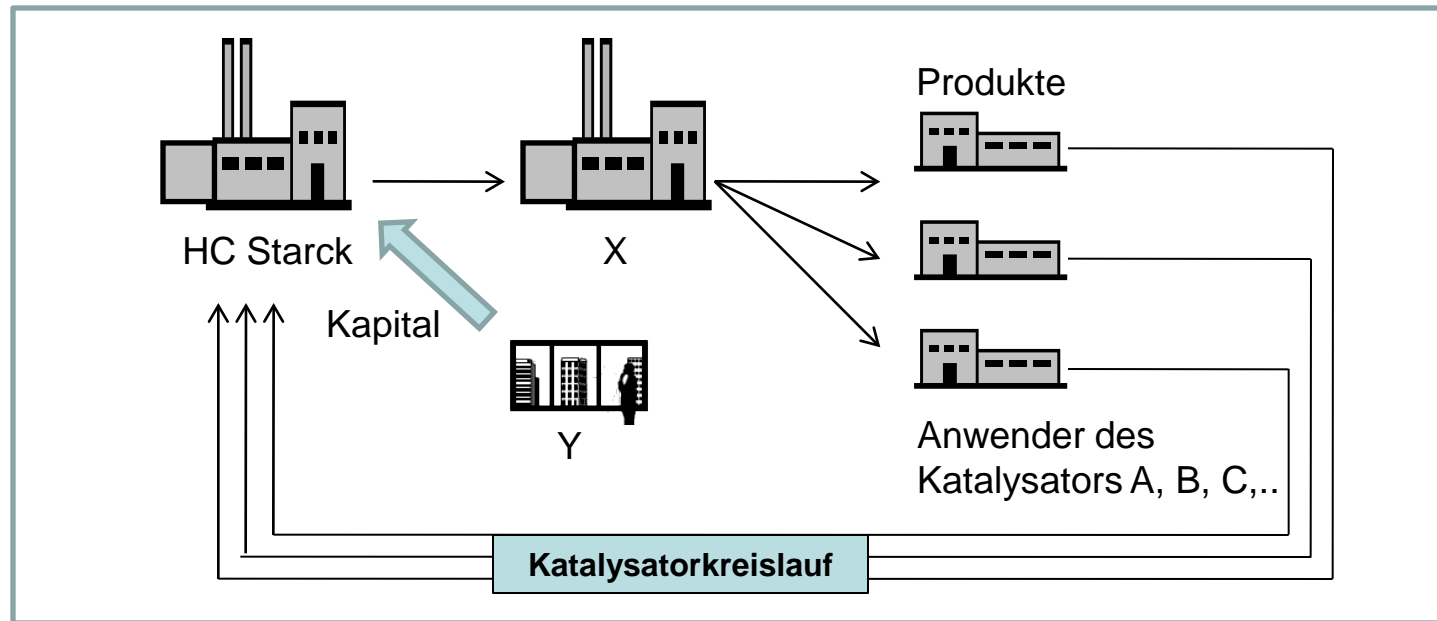 Produkte
HC Starck
X
Kapital
Y
Anwender des
Katalysators A, B, C,..
Katalysatorkreislauf